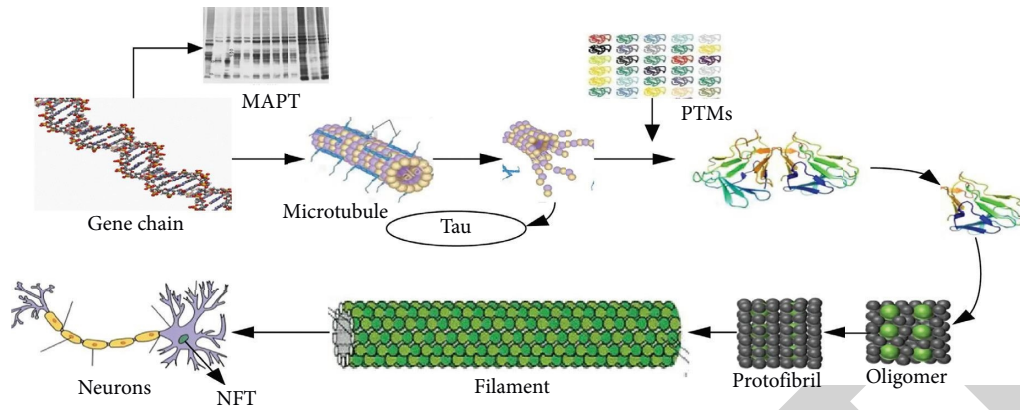 MAPT
PTMs
Gene chain
Microtubule
Tau
Neurons
NFT
Filament
Protofibril
Oligomer